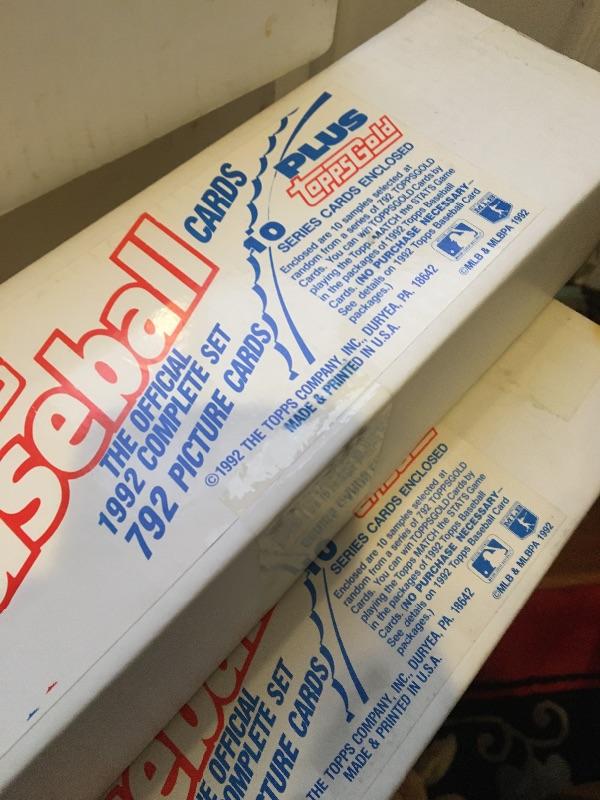 Baseball
CARDS
THE OFFICIAL
1992 COMPLETE SET
792 PICTURE CARDS
PLUS
Topps Gold
10
SERIES CARDS ENCLOSED
Enclosed are 10 samples selected at
random from a series of 792 TOPPSGOLD
Cards. You can win TOPPSGOLD Cards by
playing the Topps MATCH the STATS Game
in the packages of 1992 Topps Baseball
Cards. (NO PURCHASE NECESSARY—
See details on 1992 Topps Baseball Card
packages.)
MLB
©MLB & MLBPA 1992
©1992 THE TOPPS COMPANY, INC., DURYEA, PA. 18642
MADE & PRINTED IN U.S.A.
OFFICIAL
COMPLETE SET
CARDS
10
SERIES CARDS ENCLOSED
Enclosed are 10 samples selected at
random from a series of 792 TOPPSGOLD
Cards. You can win TOPPSGOLD Cards by
playing the Topps MATCH the STATS Game
in the packages of 1992 Topps Baseball
Cards. (NO PURCHASE NECESSARY—
See details on 1992 Topps Baseball Card
packages.)
MLB
©MLB & MLBPA 1992
THE TOPPS COMPANY, INC., DURYEA, PA. 18642
MADE & PRINTED IN U.S.A.